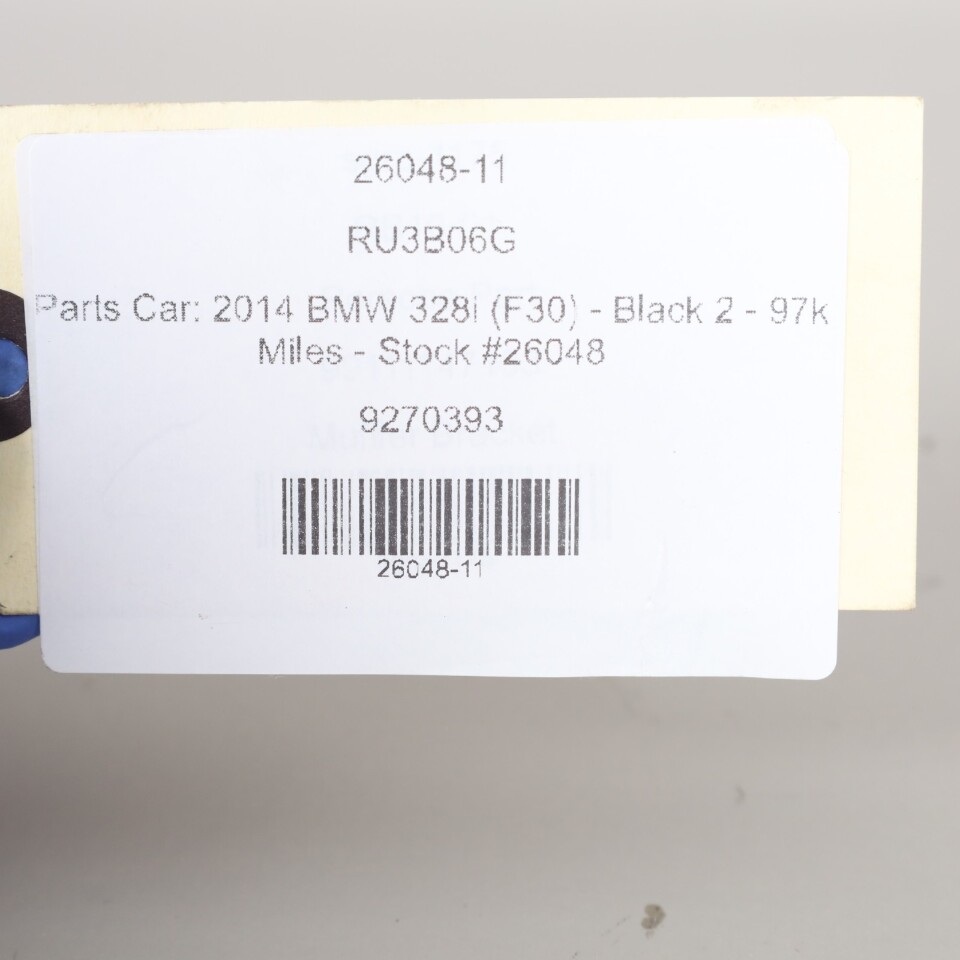 26048-11
RU3B06G
Parts Car: 2014 BMW 328i (F30) - Black 2 - 97k
Miles - Stock #26048
9270393
26048-11